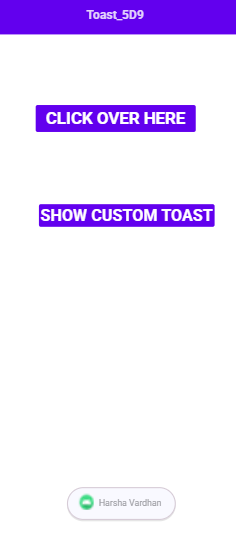 Toast_5D9
CLICK OVER HERE
SHOW CUSTOM TOAST
Harsha Vardhan